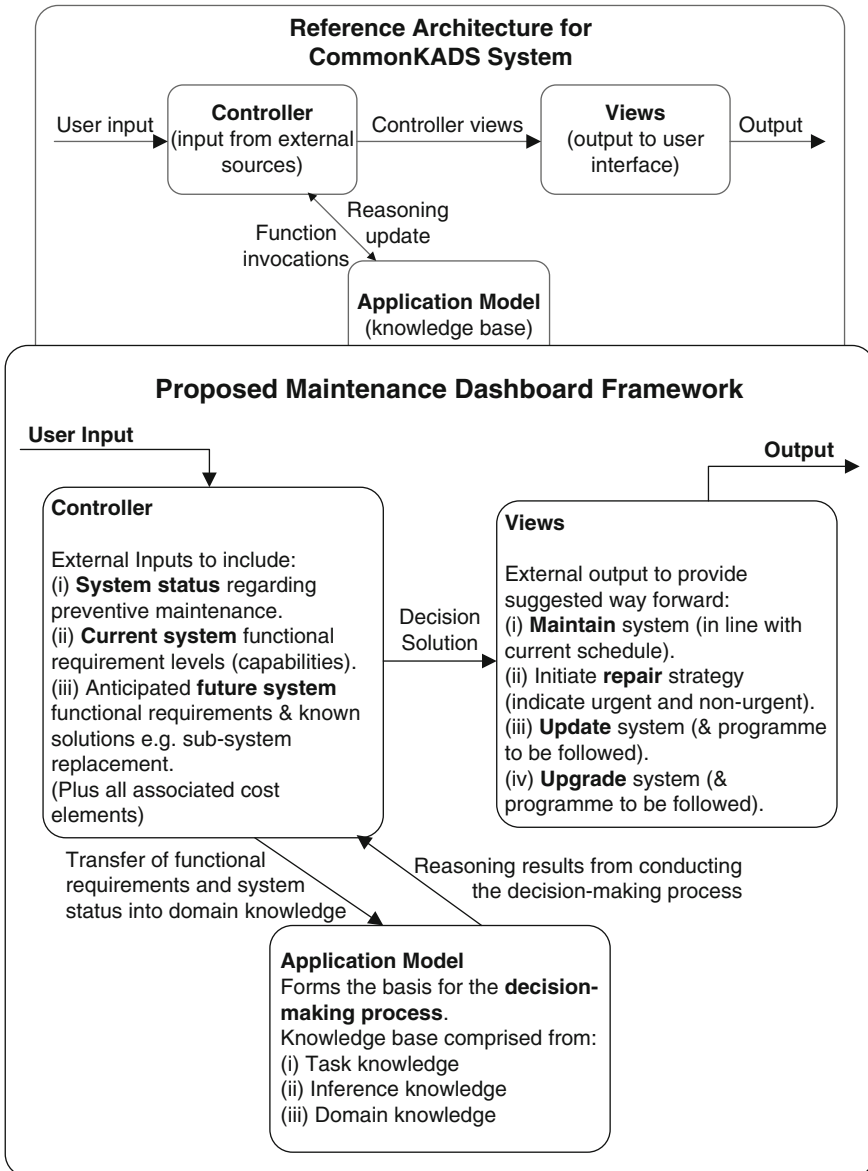 Reference Architecture for
CommonKADS System
User input
Controller
(input from external
sources)
Controller views
Views
(output to user
interface)
Output
Reasoning
update
Function
invocations
Application Model
(knowledge base)
Proposed Maintenance Dashboard Framework
User Input
Output
Controller
External Inputs to include:
(i) System status regarding
preventive maintenance.
(ii) Current system functional
requirement levels (capabilities).
(iii) Anticipated future system
functional requirements & known
solutions e.g. sub-system
replacement.
(Plus all associated cost
elements)
Decision
Solution
Views
External output to provide
suggested way forward:
(i) Maintain system (in line with
current schedule).
(ii) Initiate repair strategy
(indicate urgent and non-urgent).
(iii) Update system (& programme
to be followed).
(iv) Upgrade system (&
programme to be followed).
Transfer of functional
requirements and system
status into domain knowledge
Reasoning results from conducting
the decision-making process
Application Model
Forms the basis for the decision-
making process.
Knowledge base comprised from:
(i) Task knowledge
(ii) Inference knowledge
(iii) Domain knowledge